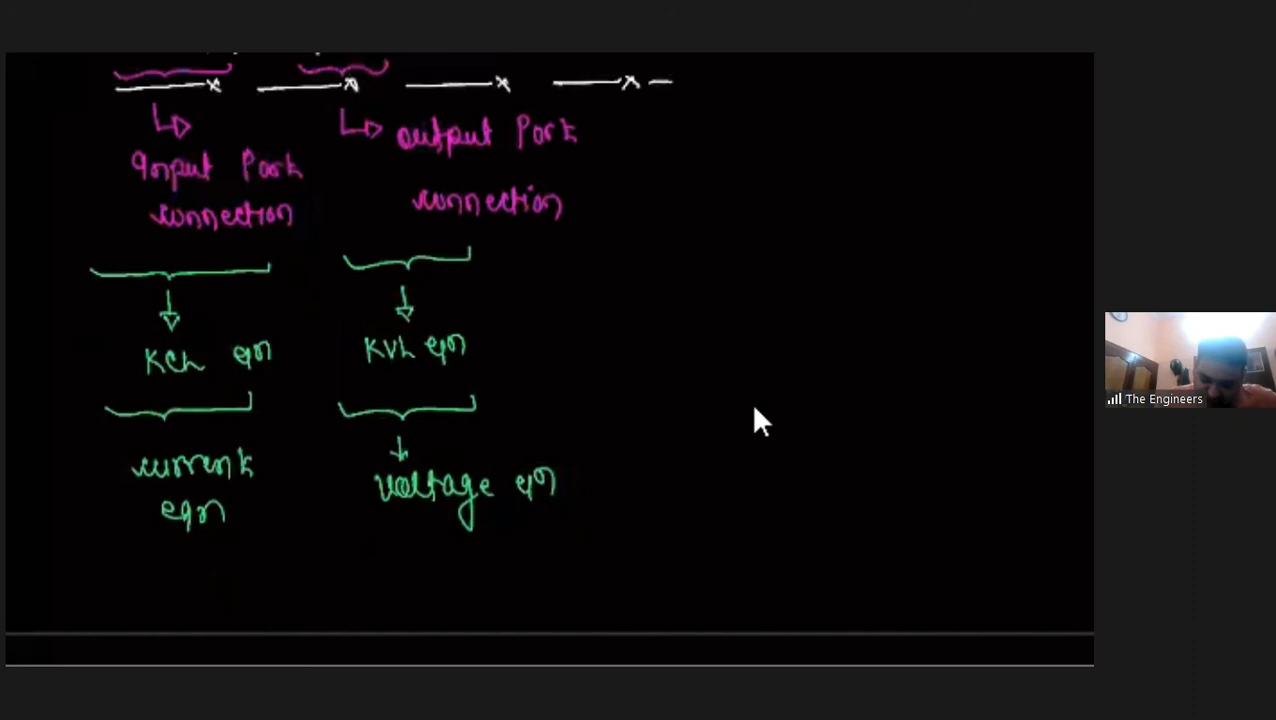 Input Port
connection
output Port
connection
KCL eqn
KVL eqn
current
eqn
voltage eqn
The Engineers